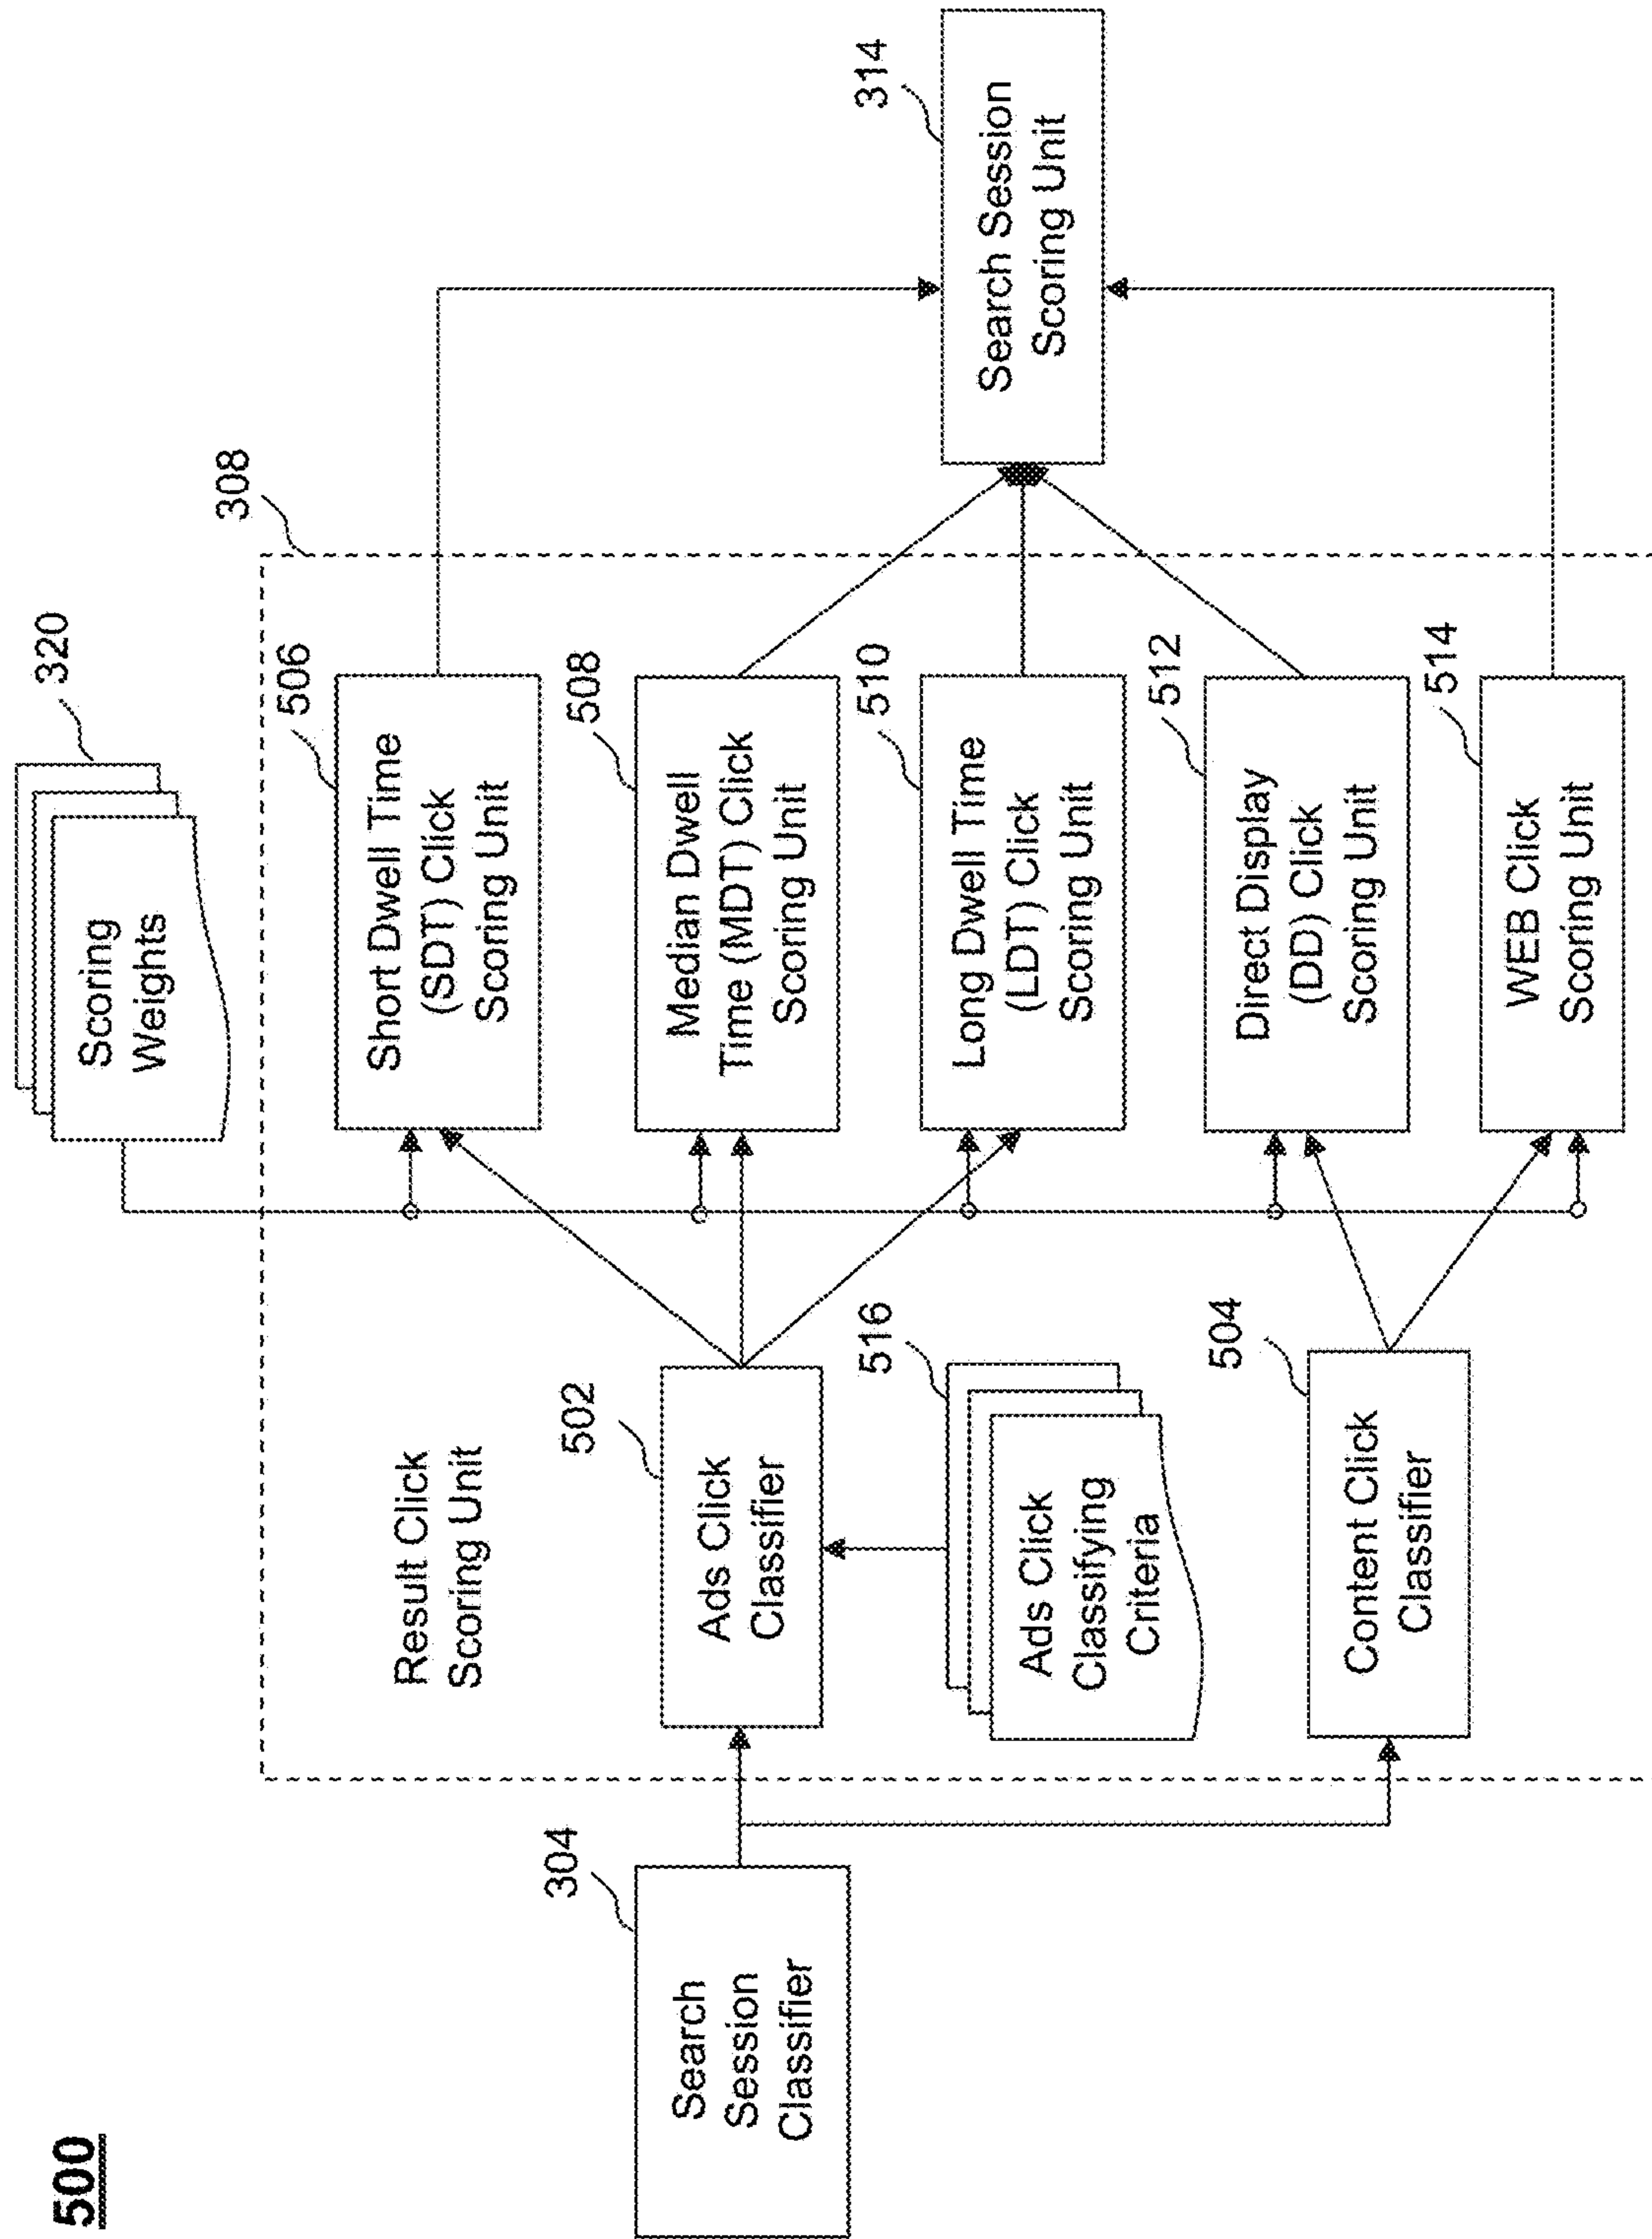 500
320
Scoring
Weights
308
Result Click
Scoring Unit
506
Short Dwell Time
(SDT) Click
Scoring Unit
314
Search Session
Scoring Unit
304
Search
Session
Classifier
502
Ads Click
Classifier
508
Median Dwell
Time (MDT) Click
Scoring Unit
516
Ads Click
Classifying
Criteria
510
Long Dwell Time
(LDT) Click
Scoring Unit
504
Content Click
Classifier
512
Direct Display
(DD) Click
Scoring Unit
514
WEB Click
Scoring Unit